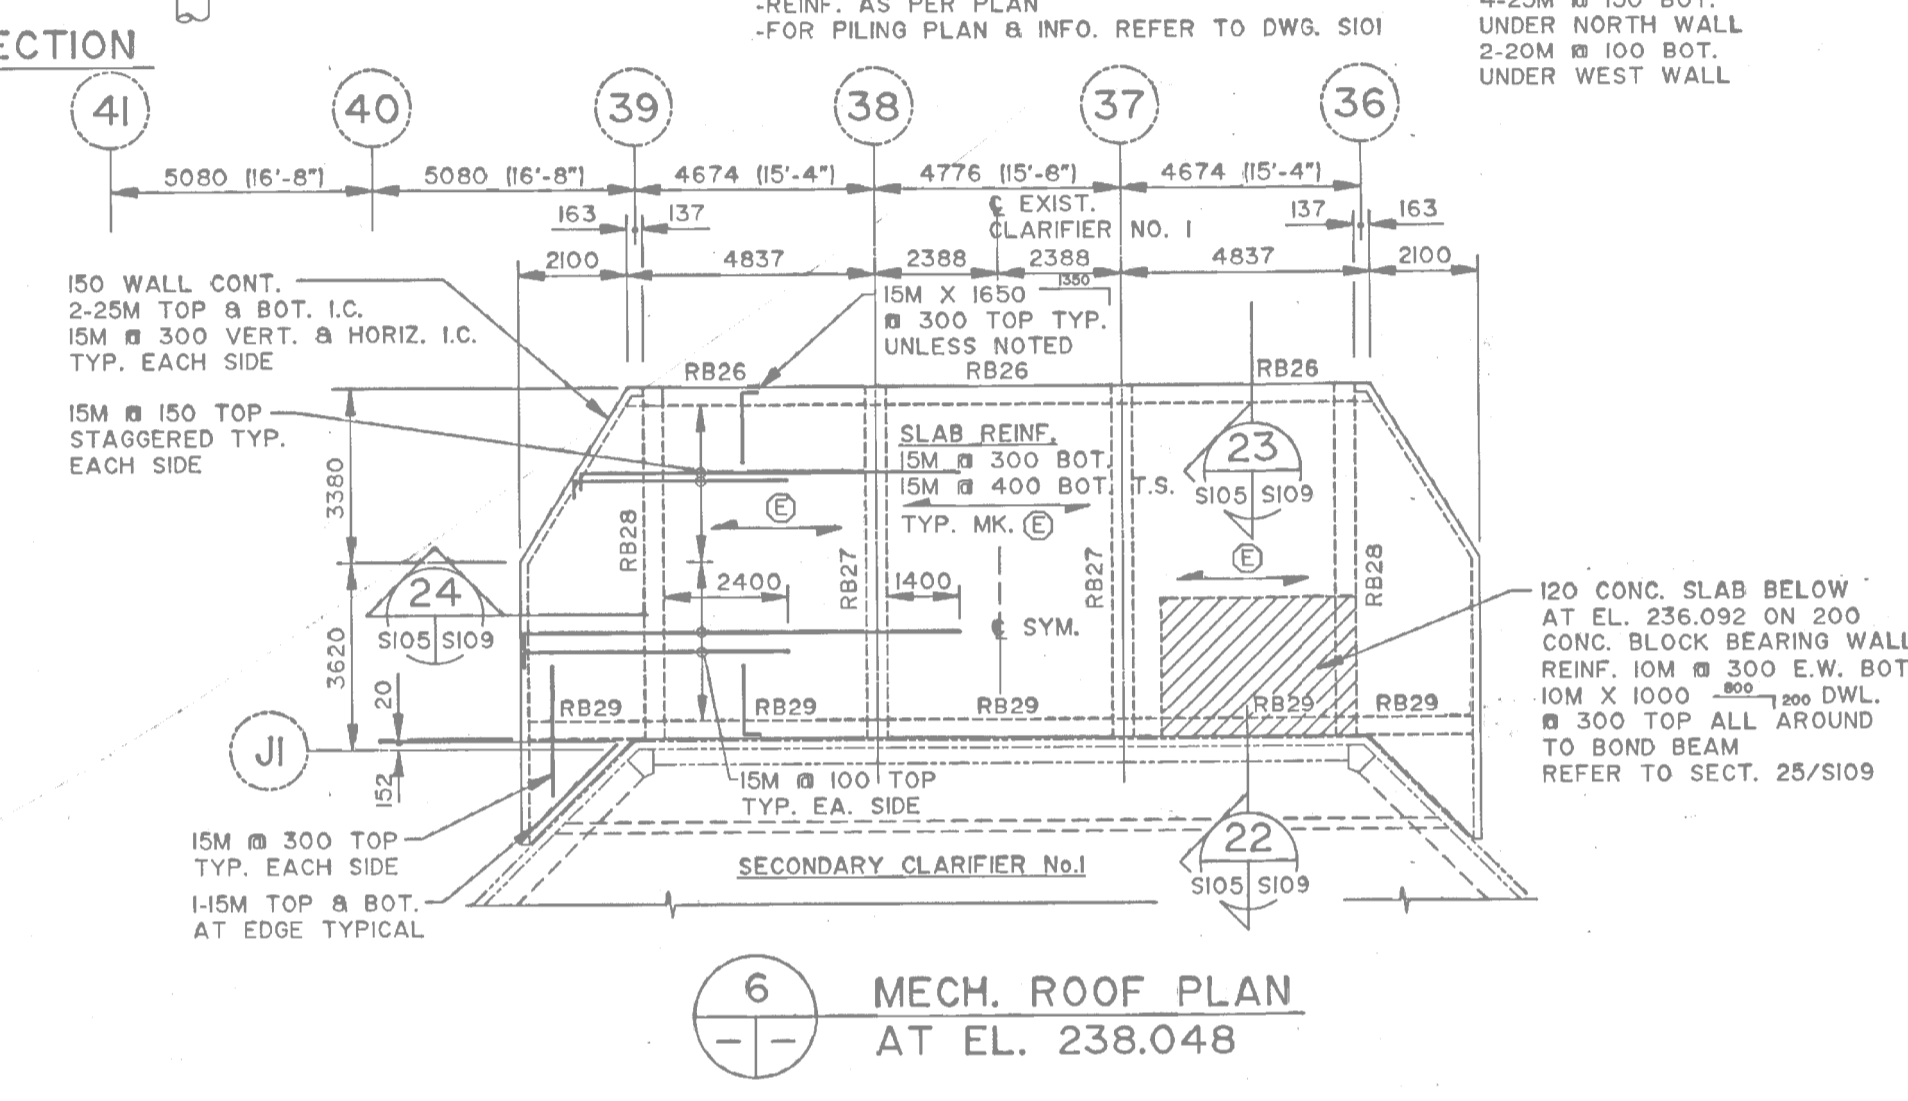 -REINF. AS PER PLAN
-FOR PILING PLAN & INFO. REFER TO DWG. S101
4-25M @ 150 BOT.
UNDER NORTH WALL
2-20M @ 100 BOT.
UNDER WEST WALL
ECTION
41
40
39
38
37
36
5080 (16'-8")
5080 (16'-8")
4674 (15'-4")
4776 (15'-8")
4674 (15'-4")
163
137
℄ EXIST.
CLARIFIER NO. 1
137
163
2100
4837
2388
2388
4837
2100
150 WALL CONT.
2-25M TOP & BOT. I.C.
15M @ 300 VERT. & HORIZ. I.C.
TYP. EACH SIDE
15M X 1650 1350
@ 300 TOP TYP.
UNLESS NOTED
RB26
RB26
RB26
15M @ 150 TOP
STAGGERED TYP.
EACH SIDE
SLAB REINF.
15M @ 300 BOT.
15M @ 400 BOT. T.S.
TYP. MK. E
23
S105 S109
3380
E
RB28
RB27
RB27
E
RB28
24
S105 S109
2400
1400
℄ SYM.
3620
120 CONC. SLAB BELOW
AT EL. 236.092 ON 200
CONC. BLOCK BEARING WALL
REINF. 10M @ 300 E.W. BOT
10M X 1000 800 200 DWL.
@ 300 TOP ALL AROUND
TO BOND BEAM
REFER TO SECT. 25/S109
20
RB29
RB29
RB29
RB29
RB29
J1
152
15M @ 100 TOP
TYP. EA. SIDE
15M @ 300 TOP
TYP. EACH SIDE
1-15M TOP & BOT.
AT EDGE TYPICAL
SECONDARY CLARIFIER No.1
22
S105 S109
6
- -
MECH. ROOF PLAN
AT EL. 238.048